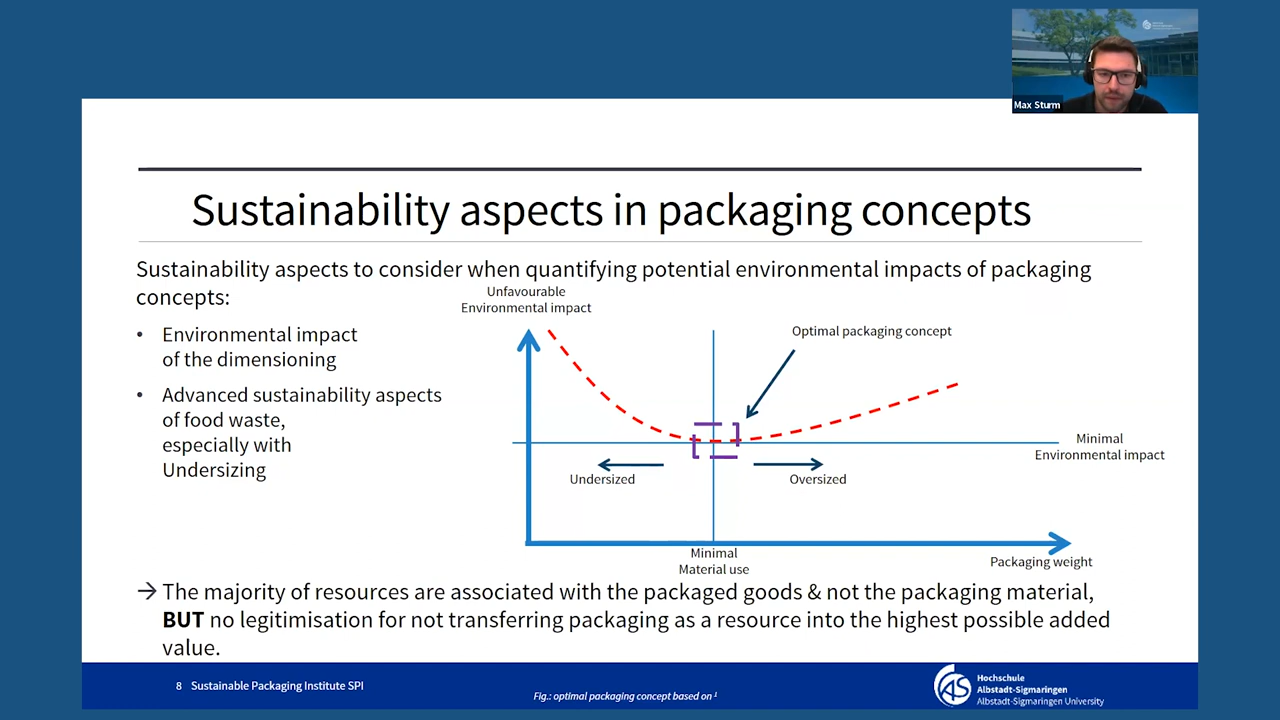 Max Sturm
Sustainability aspects in packaging concepts
Sustainability aspects to consider when quantifying potential environmental impacts of packaging
concepts:
Unfavourable
Environmental impact
• Environmental impact
of the dimensioning
• Advanced sustainability aspects
of food waste,
especially with
Undersizing
Optimal packaging concept
Minimal
Environmental impact
Undersized
Oversized
Minimal
Material use
Packaging weight
→ The majority of resources are associated with the packaged goods & not the packaging material,
BUT no legitimisation for not transferring packaging as a resource into the highest possible added
value.
8 Sustainable Packaging Institute SPI
Fig.: optimal packaging concept based on ¹
AS
Hochschule
Albstadt-Sigmaringen
Albstadt-Sigmaringen University